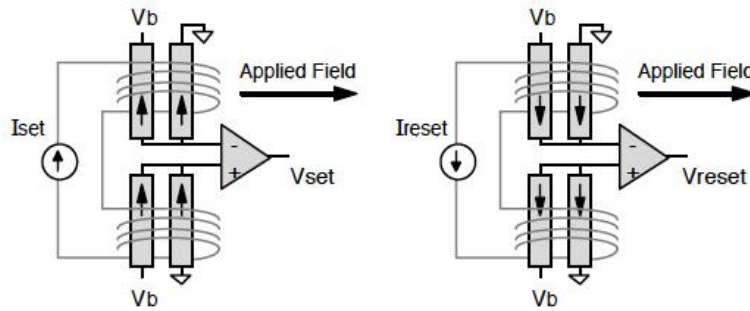 Vb
Vb
Applied Field
Applied Field
Iset
Ireset
-
-
+
+
Vset
Vreset
Vb
Vb